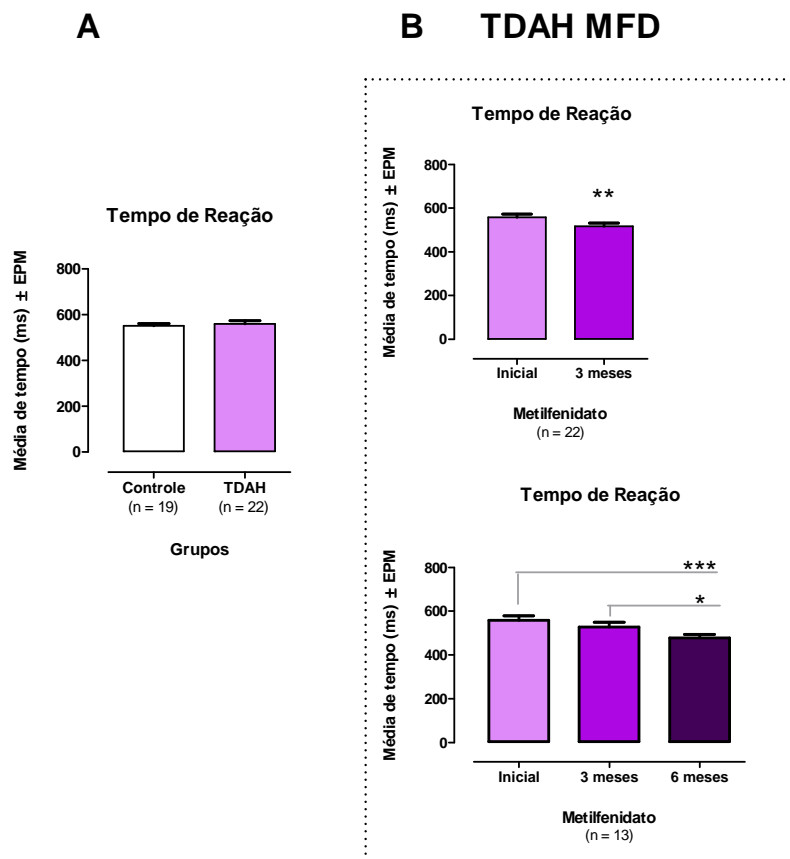 A
Tempo de Reação
Média de tempo (ms) ± EPM
800
600
400
200
0
Controle
(n = 19)
TDAH
(n = 22)
Grupos
B TDAH MFD
Tempo de Reação
Média de tempo (ms) ± EPM
800
600
400
200
0
**
Inicial
3 meses
Metilfenidato
(n = 22)
Tempo de Reação
Média de tempo (ms) ± EPM
800
600
400
200
0
***
*
Inicial
3 meses
6 meses
Metilfenidato
(n = 13)